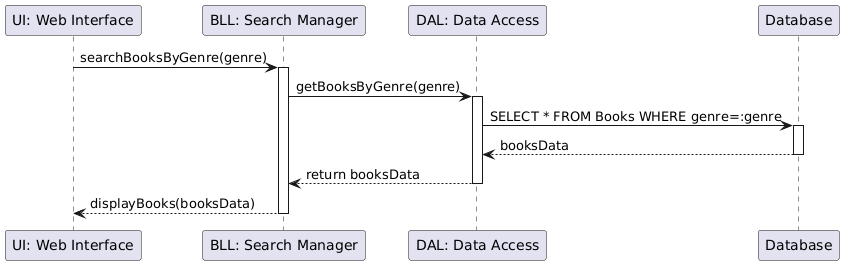 UI: Web Interface
BLL: Search Manager
DAL: Data Access
Database
searchBooksByGenre(genre)
getBooksByGenre(genre)
SELECT * FROM Books WHERE genre=:genre
booksData
return booksData
displayBooks(booksData)
UI: Web Interface
BLL: Search Manager
DAL: Data Access
Database